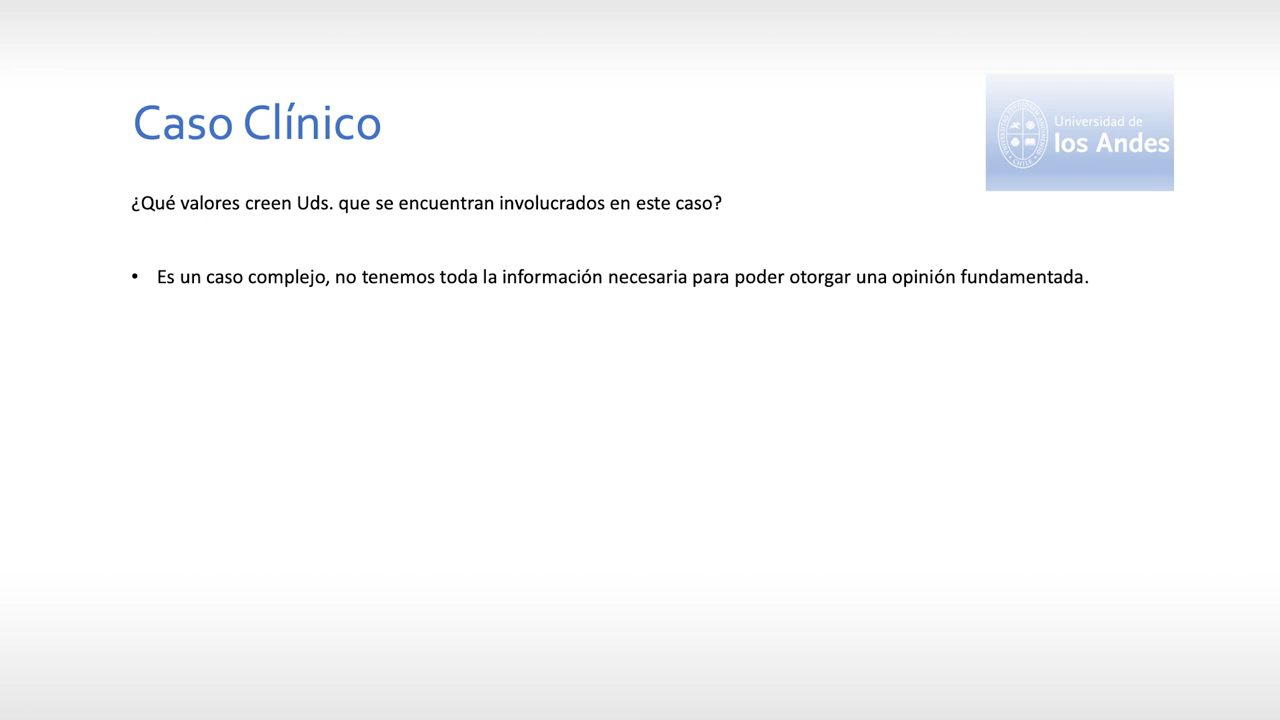 Caso Clínico
Universidad de
los Andes
¿Qué valores creen Uds. que se encuentran involucrados en este caso?
• Es un caso complejo, no tenemos toda la información necesaria para poder otorgar una opinión fundamentada.